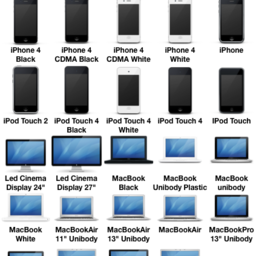 iPhone 4 iPhone 4 iPhone 4 iPhone 4 iPhone
Black CDMA Black CDMA White White
iPod Touch 2 iPod Touch 4 iPod Touch 4 iPod Touch 4 IPod Touch
Black White
Led Cinema Led Cinema MacBook MacBook MacBook
Display 24" Display 27" Black Unibody Plastic unibody
MacBook MacBookAir MacBookAir MacBookAir MacBookPro
White 11" Unibody 13" Unibody 13" Unibody